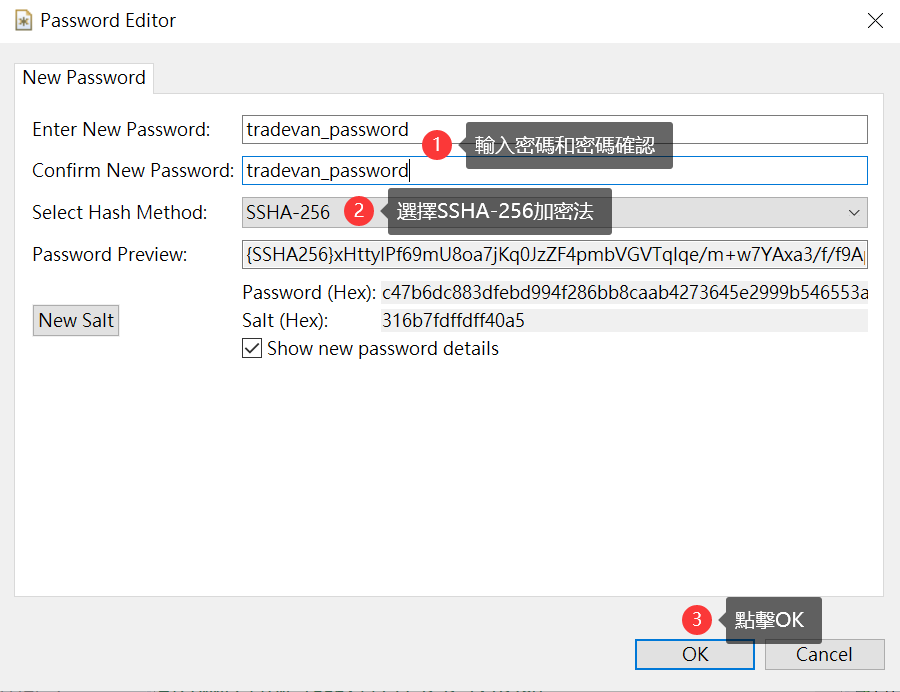 Password Editor
New Password
Enter New Password: tradevan_password
1 輸入密碼和密碼確認
Confirm New Password: tradevan_password
Select Hash Method: SSHA-256 2 選擇SSHA-256加密法
Password Preview: {SSHA256}xHttyIPf69mU8oa7jKq0JzZF4pmbVGVTqIqe/m+w7YAxa3/f/f9A
Password (Hex): c47b6dc883dfebd994f286bb8caab4273645e2999b546553a
New Salt
Salt (Hex): 316b7fdffdff40a5
Show new password details
3 點擊OK
OK
Cancel